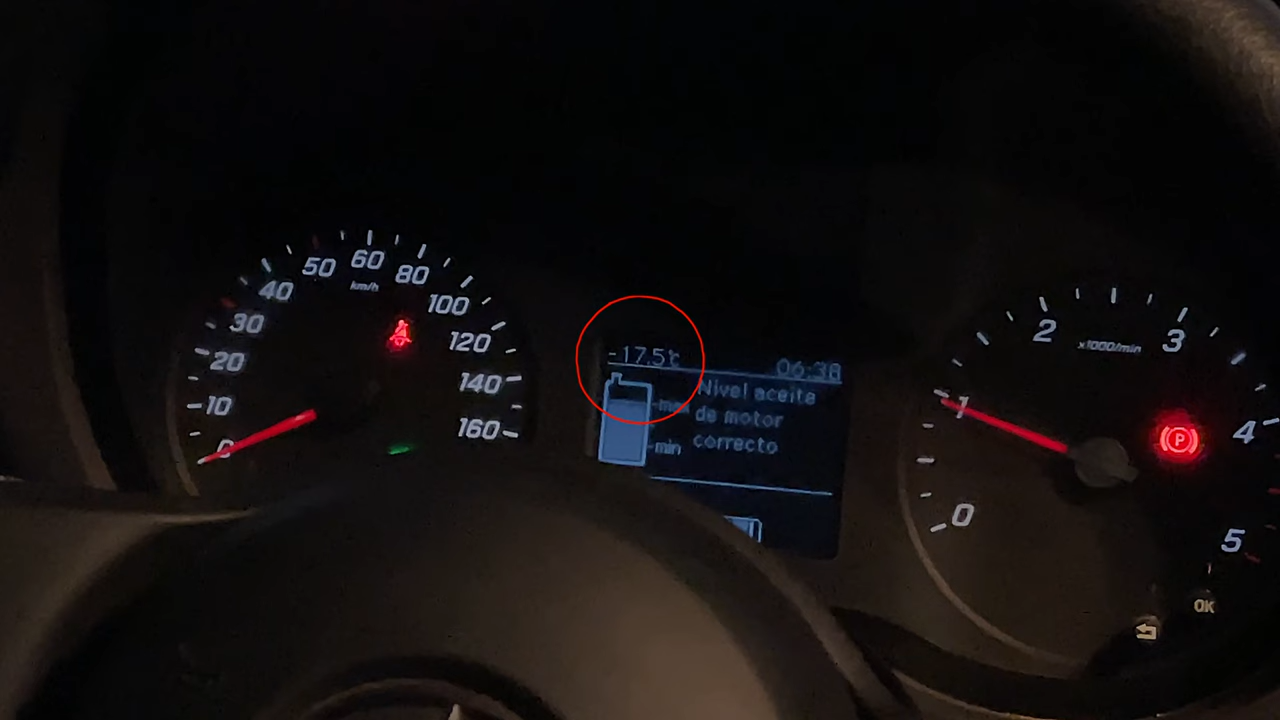 60
50
80
km/h
40
100
30
120
20
140
10
160
0
-17.5°C
06:38
Nivel aceite
-max
de motor
-min
correcto
2
3
x1000/min
1
4
P
0
5
OK